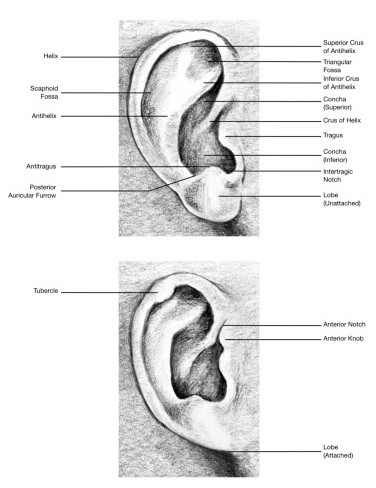 Helix
Scaphoid
Fossa
Antihelix
Antitragus
Posterior
Auricular Furrow
Superior Crus
of Antihelix
Triangular
Fossa
Inferior Crus
of Antihelix
Concha
(Superior)
Crus of Helix
Tragus
Concha
(Inferior)
Intertragic
Notch
Lobe
(Unattached)
Tubercle
Anterior Notch
Anterior Knob
Lobe
(Attached)